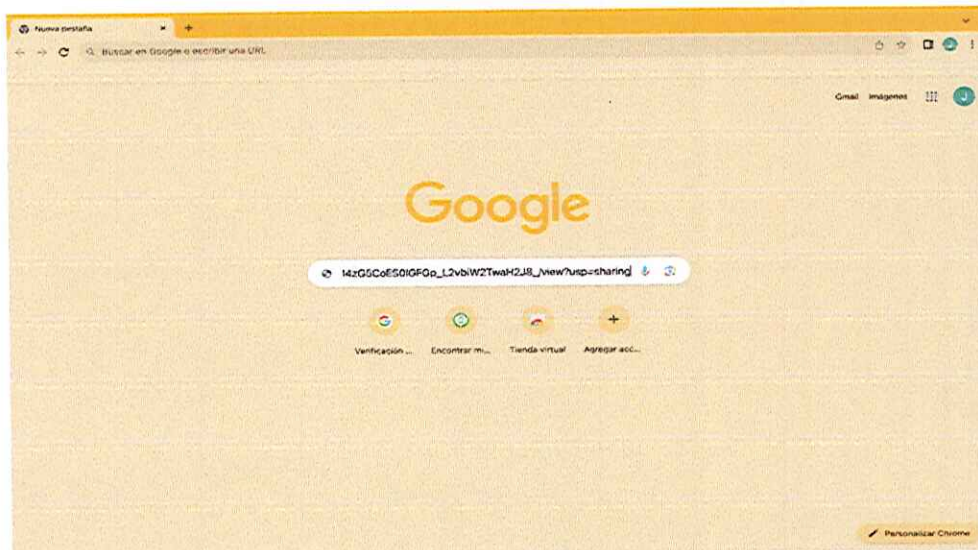 Nueva pestaña
Buscar en Google o escribir una URL
Gmail Imágenes
J
Google
/view?usp=sharing
Verificación ...
Encontrar mi...
Tienda virtual
Agregar acc...
Personalizar Chrome